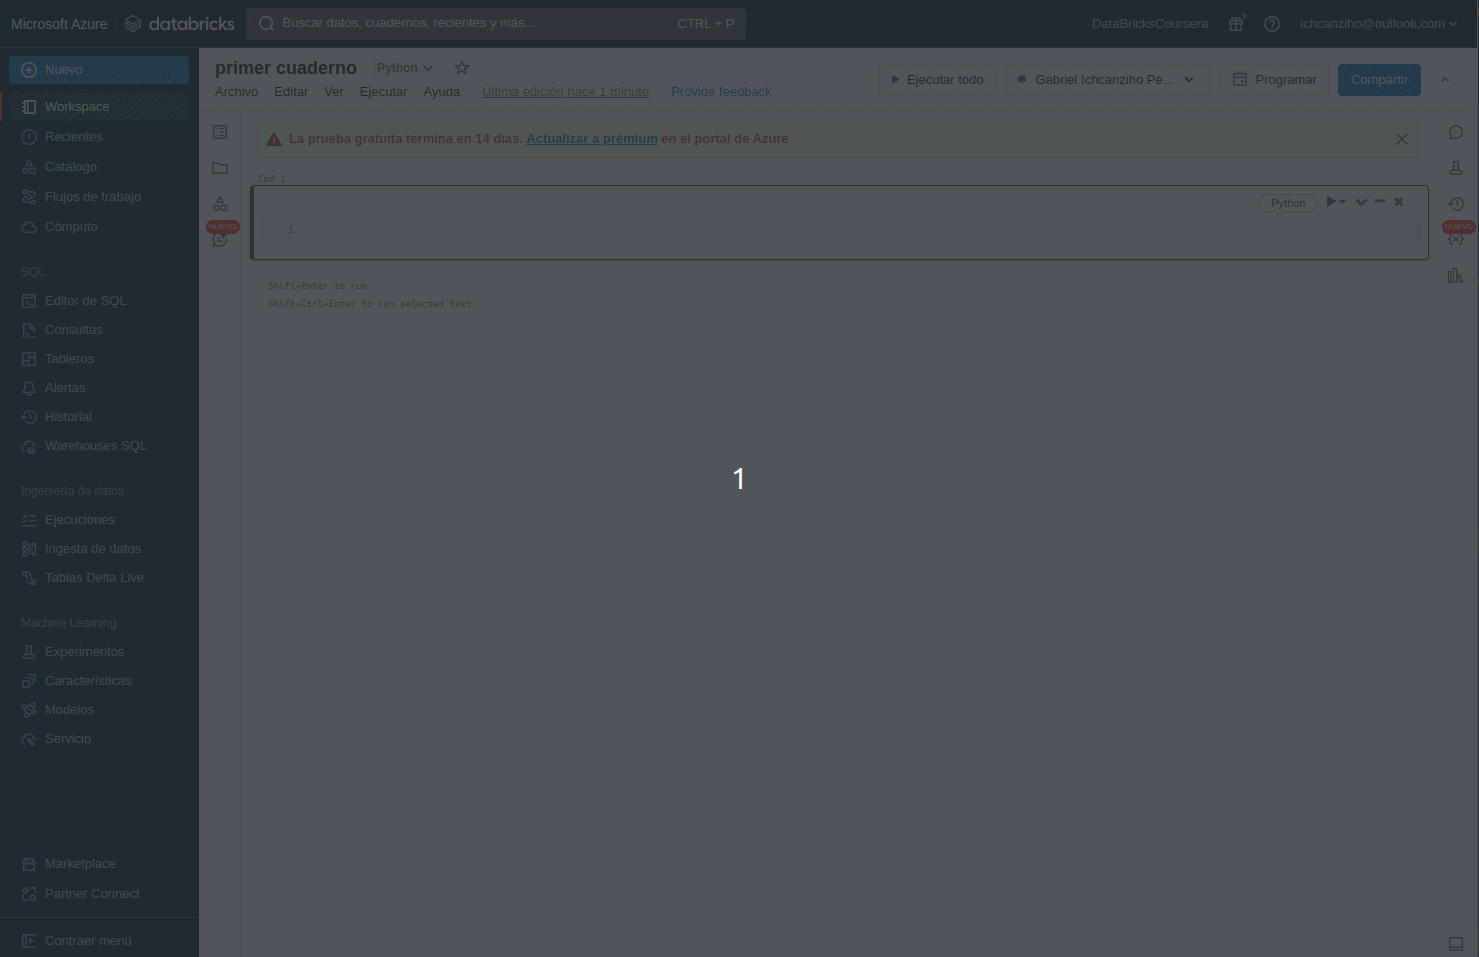 Microsoft Azure databricks Buscar datos, cuadernos, recientes y más... CTRL + P DataBricksCoursera ichcanziho@outlook.com
Nuevo
Workspace
Recientes
Catálogo
Flujos de trabajo
Cómputo
SQL
Editor de SQL
Consultas
Tableros
Alertas
Historial
Warehouses SQL
Ingeniería de datos
Ejecuciones
Ingesta de datos
Tablas Delta Live
Machine Learning
Experimentos
Características
Modelos
Servicio
Marketplace
Partner Connect
Contraer menú
primer cuaderno Python
Archivo Editar Ver Ejecutar Ayuda Última edición hace 1 minuto Provide feedback
Ejecutar todo Gabriel Ichcanziho Pé... Programar Compartir
La prueba gratuita termina en 14 días. Actualizar a prémium en el portal de Azure
NUEVO
Cmd 1
Python
1
Shift+Enter to run
Shift+Ctrl+Enter to run selected text
NUEVO
1